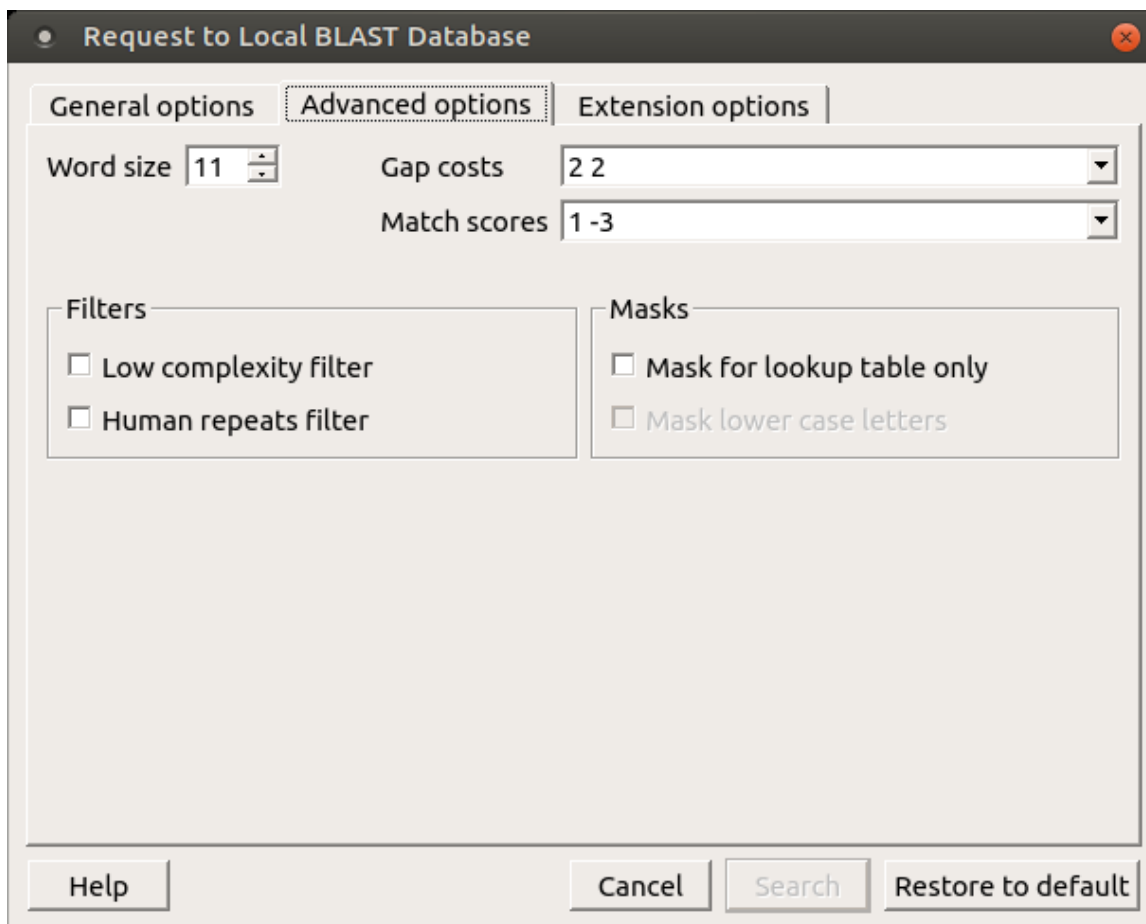 Request to Local BLAST Database
General options Advanced options Extension options
Word size 11 Gap costs 2 2
Match scores 1 -3
Filters Masks
Low complexity filter Mask for lookup table only
Human repeats filter Mask lower case letters
Help Cancel Search Restore to default